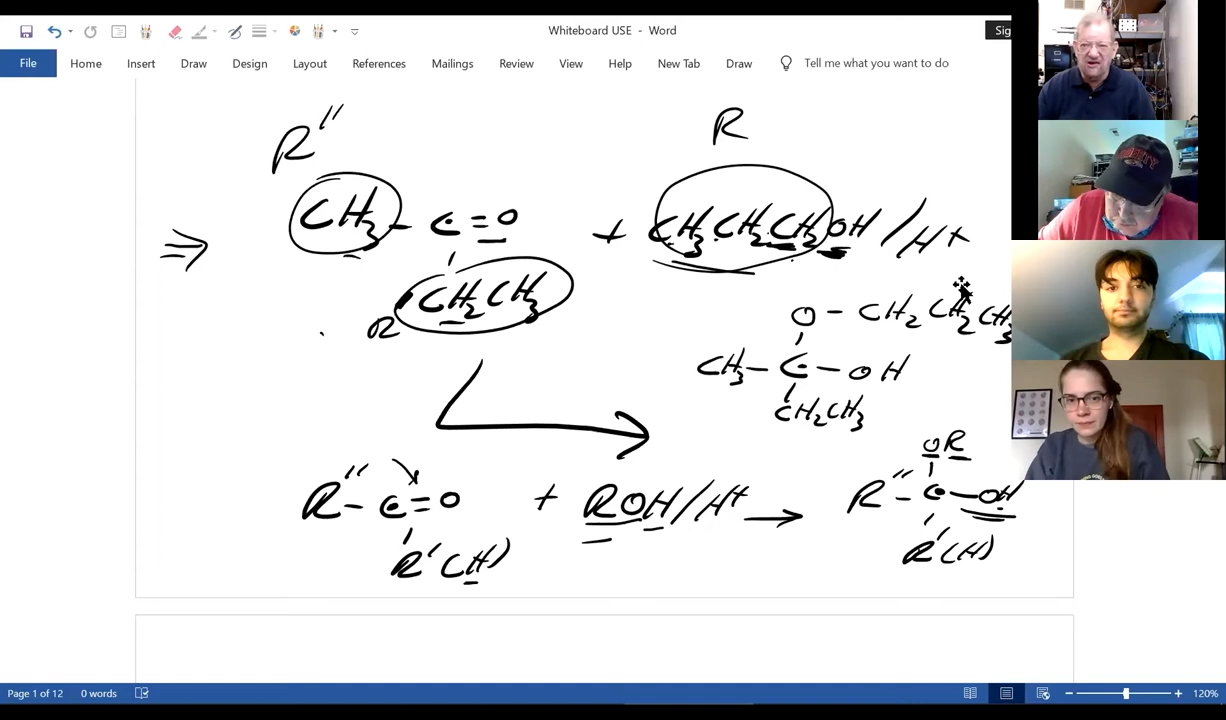 Whiteboard USE - Word
Sig
File Home Insert Draw Design Layout References Mailings Review View Help New Tab Draw Tell me what you want to do
R'' R
⇒ CH3 - C = O + CH3CH2CH2OH / H+
CH2CH3
R
O - CH2CH2CH3
CH3 - C - OH
CH2CH3
OR
R'' - C = O + ROH / H+ → R'' - C - OH
R'(H) R'(H)
Page 1 of 12 0 words 120%